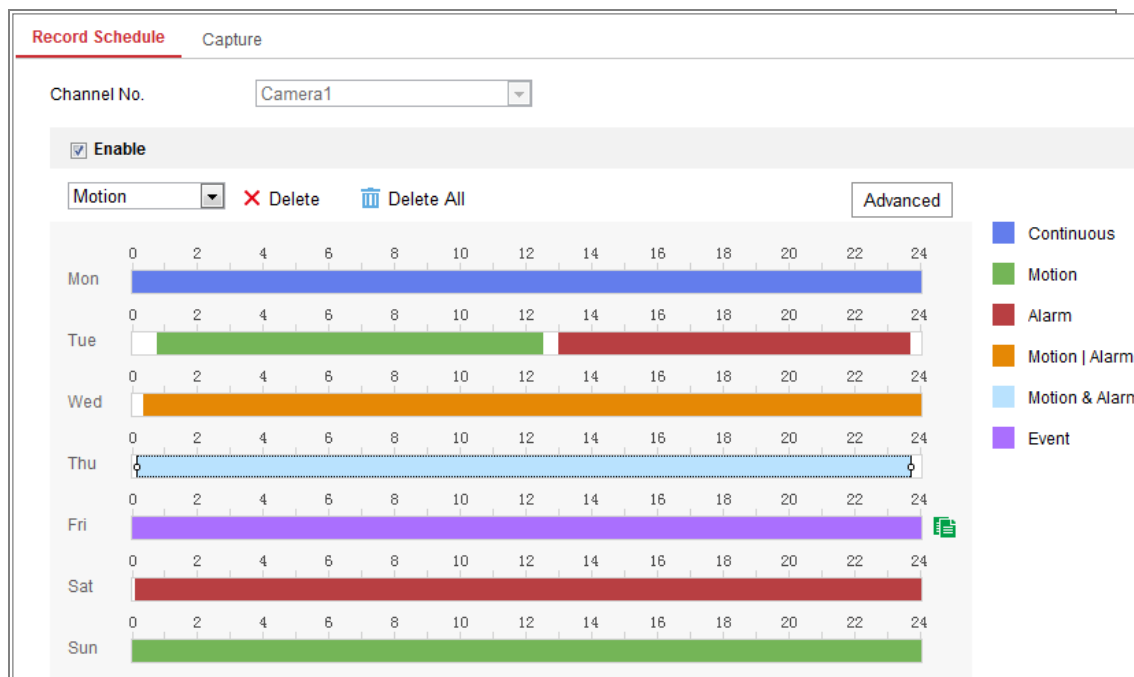 Record Schedule Capture
Channel No. Camera1
Enable
Motion Delete Delete All Advanced
0 2 4 6 8 10 12 14 16 18 20 22 24
Mon
0 2 4 6 8 10 12 14 16 18 20 22 24
Tue
0 2 4 6 8 10 12 14 16 18 20 22 24
Wed
0 2 4 6 8 10 12 14 16 18 20 22 24
Thu
0 2 4 6 8 10 12 14 16 18 20 22 24
Fri
0 2 4 6 8 10 12 14 16 18 20 22 24
Sat
0 2 4 6 8 10 12 14 16 18 20 22 24
Sun
Continuous
Motion
Alarm
Motion | Alarm
Motion & Alarm
Event